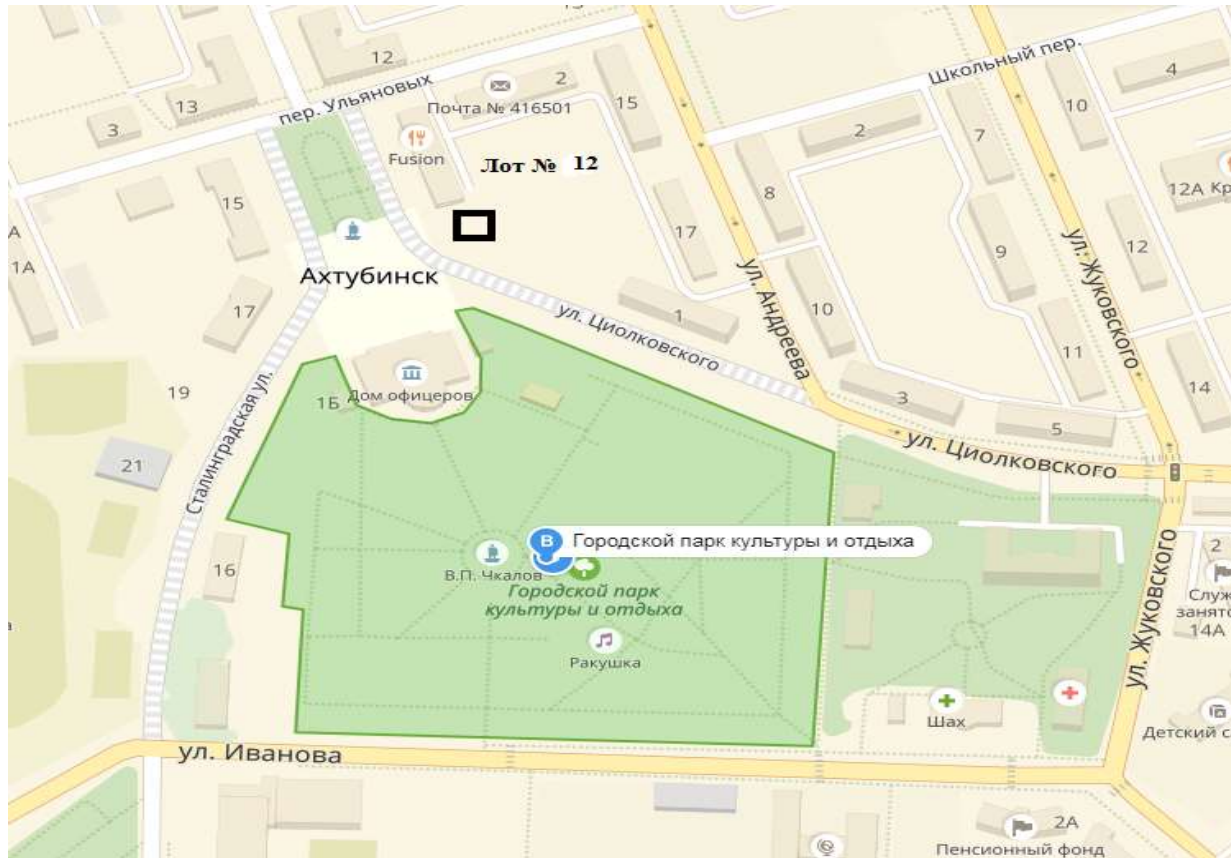 12
13
3
пер. Ульяновых
2
Почта № 416501
Fusion
Лот № 12
15
Школьный пер.
4
10
2
7
12А Кр
8
15
17
9
12
ул. Жуковского
А
1А
Ахтубинск
17
ул. Андреева
10
ул. Циолковского
1
11
14
19
1Б
Дом офицеров
3
5
ул. Циолковского
21
Сталинградская ул.
В
Городской парк культуры и отдыха
16
В.П. Чкалов
Городской парк
культуры и отдыха
Ракушка
2
Служ
занято
14А
ул. Жуковского
Шах
Детский с
ул. Иванова
2А
Пенсионный фонд